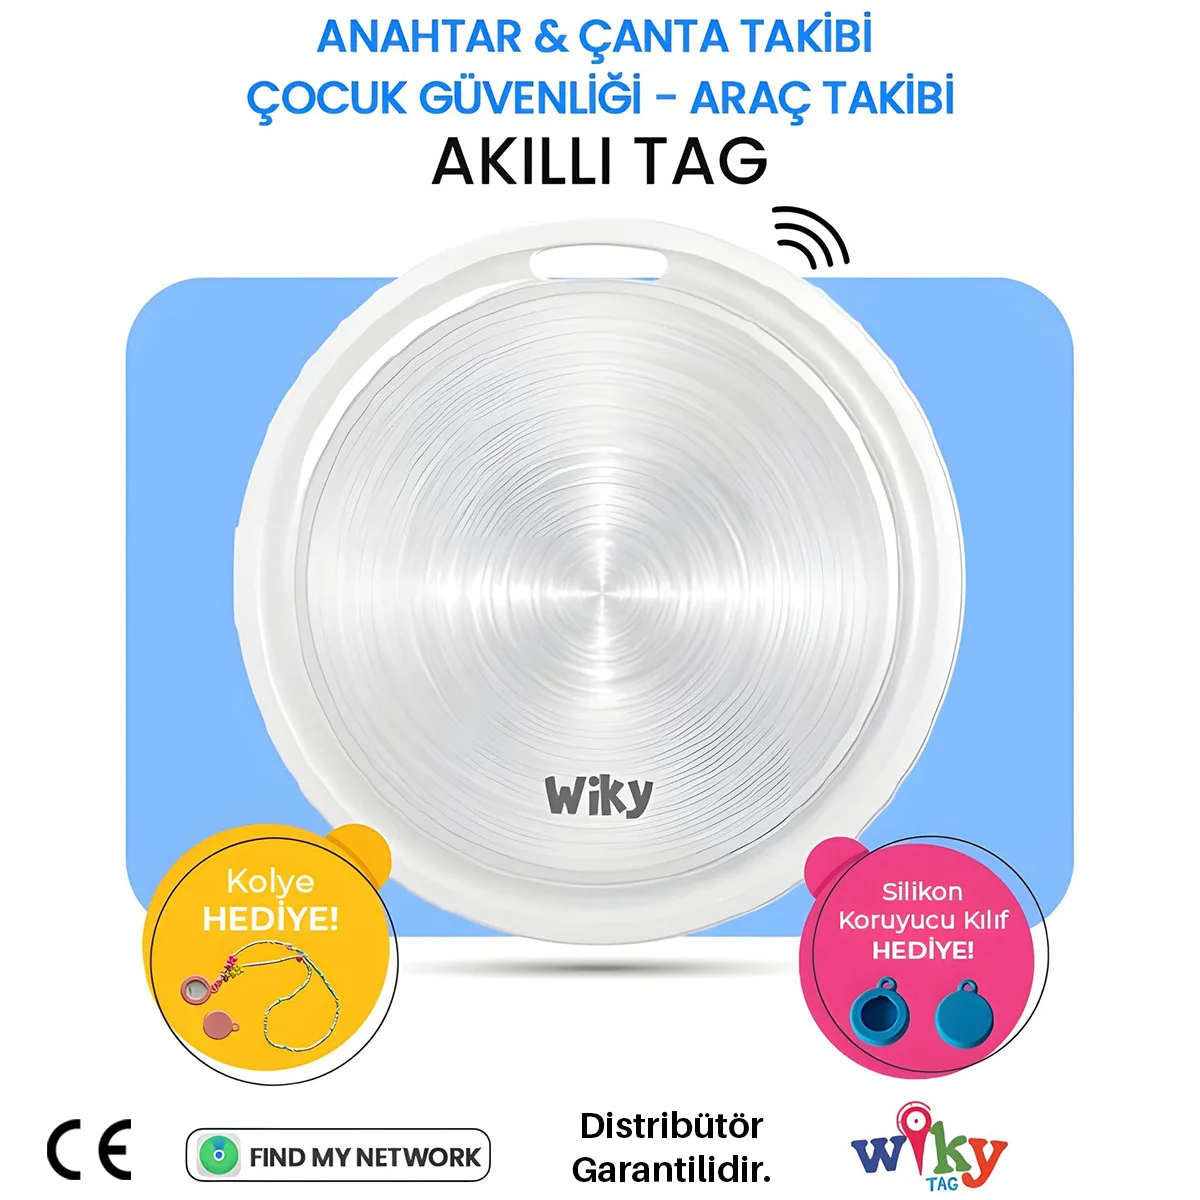 ANAHTAR & ÇANTA TAKİBİ
ÇOCUK GÜVENLİĞİ - ARAÇ TAKİBİ
AKILLI TAG
Wiky
Kolye
HEDİYE!
Silikon
Koruyucu Kılıf
HEDİYE!
CE
FIND MY NETWORK
Distribütör
Garantilidir.
wiky
TAG